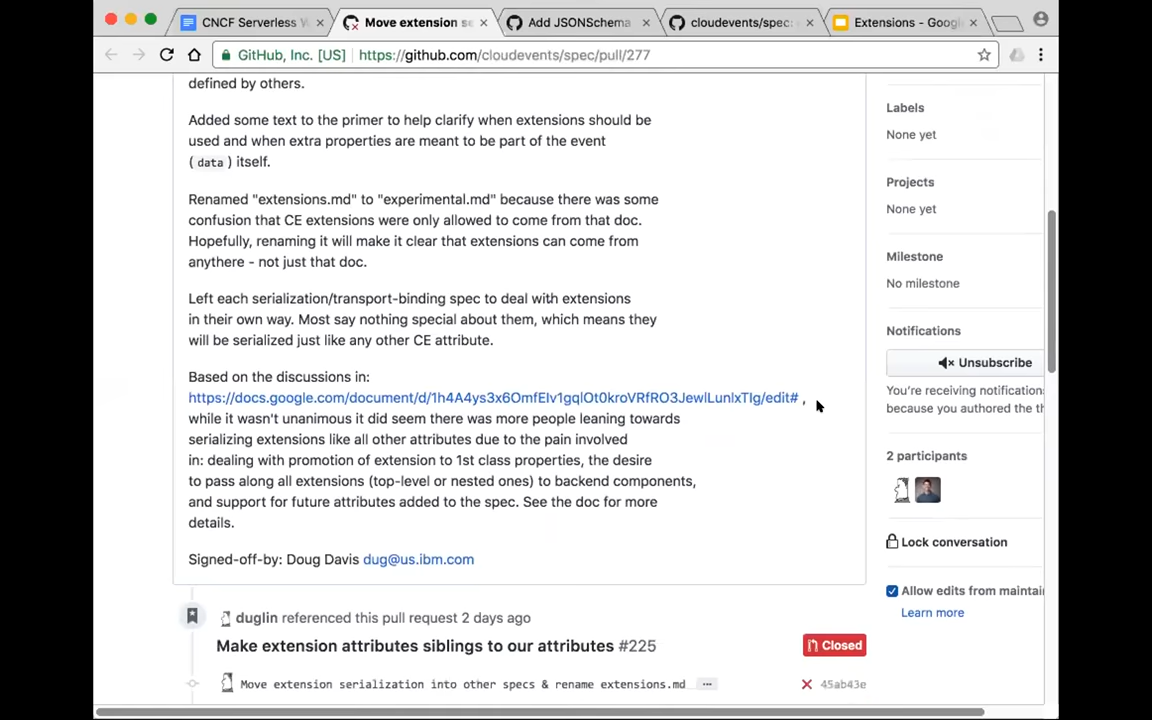 CNCF Serverless W
Move extension se
Add JSONSchema
cloudevents/spec:
Extensions - Googl
GitHub, Inc. [US]
https://github.com/cloudevents/spec/pull/277
defined by others.
Added some text to the primer to help clarify when extensions should be
used and when extra properties are meant to be part of the event
( data ) itself.
Renamed "extensions.md" to "experimental.md" because there was some
confusion that CE extensions were only allowed to come from that doc.
Hopefully, renaming it will make it clear that extensions can come from
anythere - not just that doc.
Left each serialization/transport-binding spec to deal with extensions
in their own way. Most say nothing special about them, which means they
will be serialized just like any other CE attribute.
Based on the discussions in:
https://docs.google.com/document/d/1h4A4ys3x6OmfEIv1gqlOt0kroVRfRO3JewlLunlxTIg/edit# ,
while it wasn't unanimous it did seem there was more people leaning towards
serializing extensions like all other attributes due to the pain involved
in: dealing with promotion of extension to 1st class properties, the desire
to pass along all extensions (top-level or nested ones) to backend components,
and support for future attributes added to the spec. See the doc for more
details.
Signed-off-by: Doug Davis dug@us.ibm.com
duglin referenced this pull request 2 days ago
Make extension attributes siblings to our attributes #225
Closed
Move extension serialization into other specs & rename extensions.md
45ab43e
Labels
None yet
Projects
None yet
Milestone
No milestone
Notifications
Unsubscribe
You're receiving notifications
because you authored the th
2 participants
Lock conversation
Allow edits from maintai
Learn more